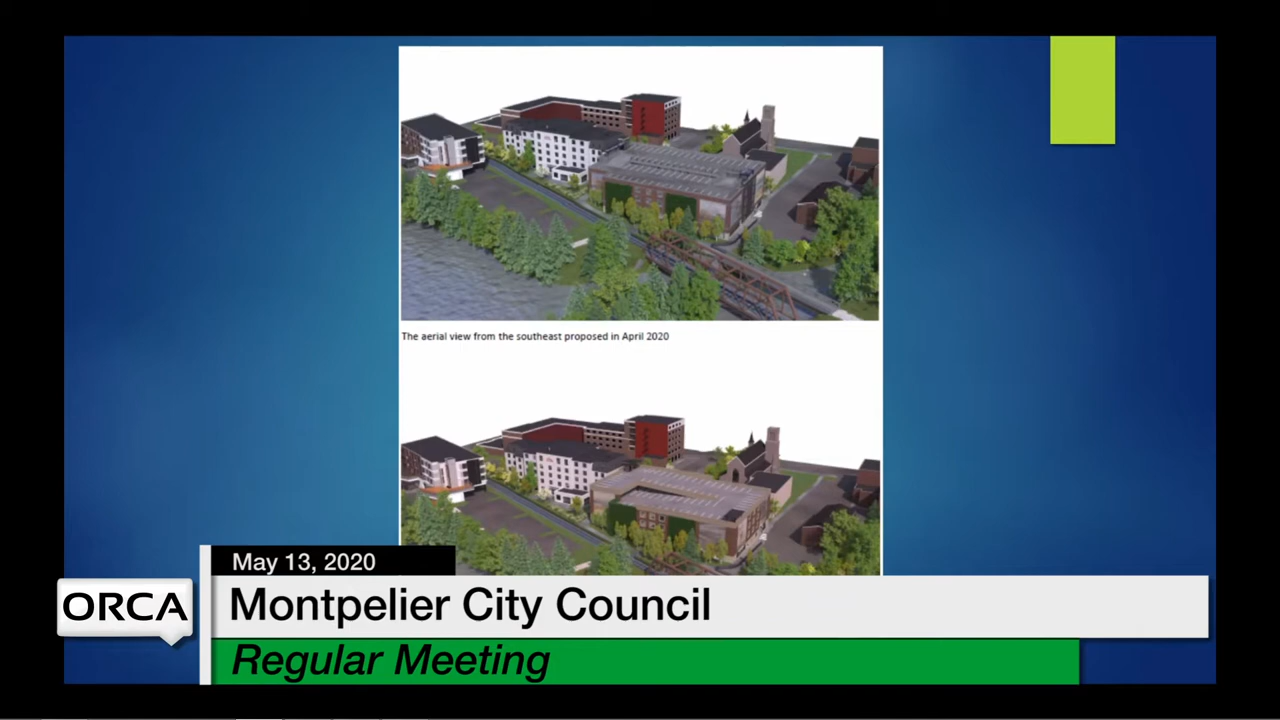 The aerial view from the southeast proposed in April 2020
May 13, 2020
ORCA
Montpelier City Council
Regular Meeting